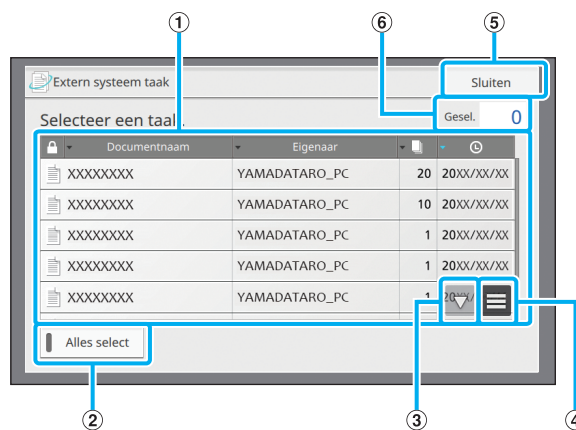 ① ⑥ ⑤
Extern systeem taak Sluiten
Selecteer een taak. Gesel. 0
Documentnaam Eigenaar
XXXXXXXX YAMADATARO_PC 20 20XX/XX/XX
XXXXXXXX YAMADATARO_PC 10 20XX/XX/XX
XXXXXXXX YAMADATARO_PC 1 20XX/XX/XX
XXXXXXXX YAMADATARO_PC 1 20XX/XX/XX
XXXXXXXX YAMADATARO_PC 1 20XX/
Alles select
② ③ ④